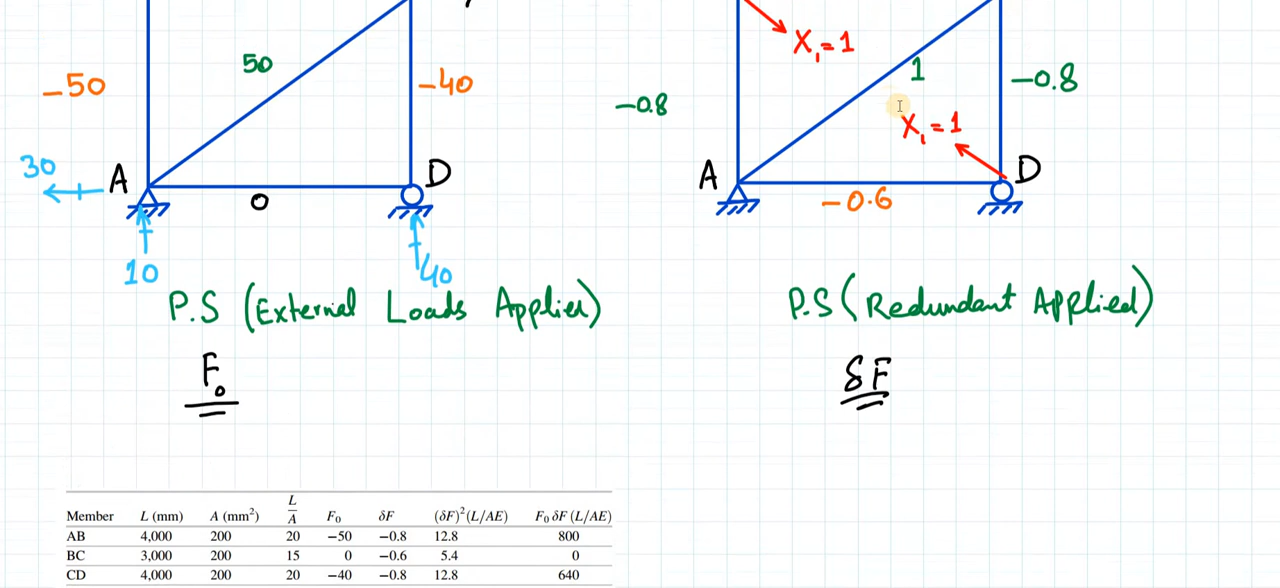 50
-50
-40
30
A
D
0
10
40
P.S (External Loads Applied)
F₀
X₁=1
1
-0.8
-0.8
X₁=1
A
D
-0.6
P.S (Redundant Applied)
δF
Member L (mm) A (mm²) L/A F₀ δF (δF)²(L/AE) F₀ δF (L/AE)
AB 4,000 200 20 −50 −0.8 12.8 800
BC 3,000 200 15 0 −0.6 5.4 0
CD 4,000 200 20 −40 −0.8 12.8 640